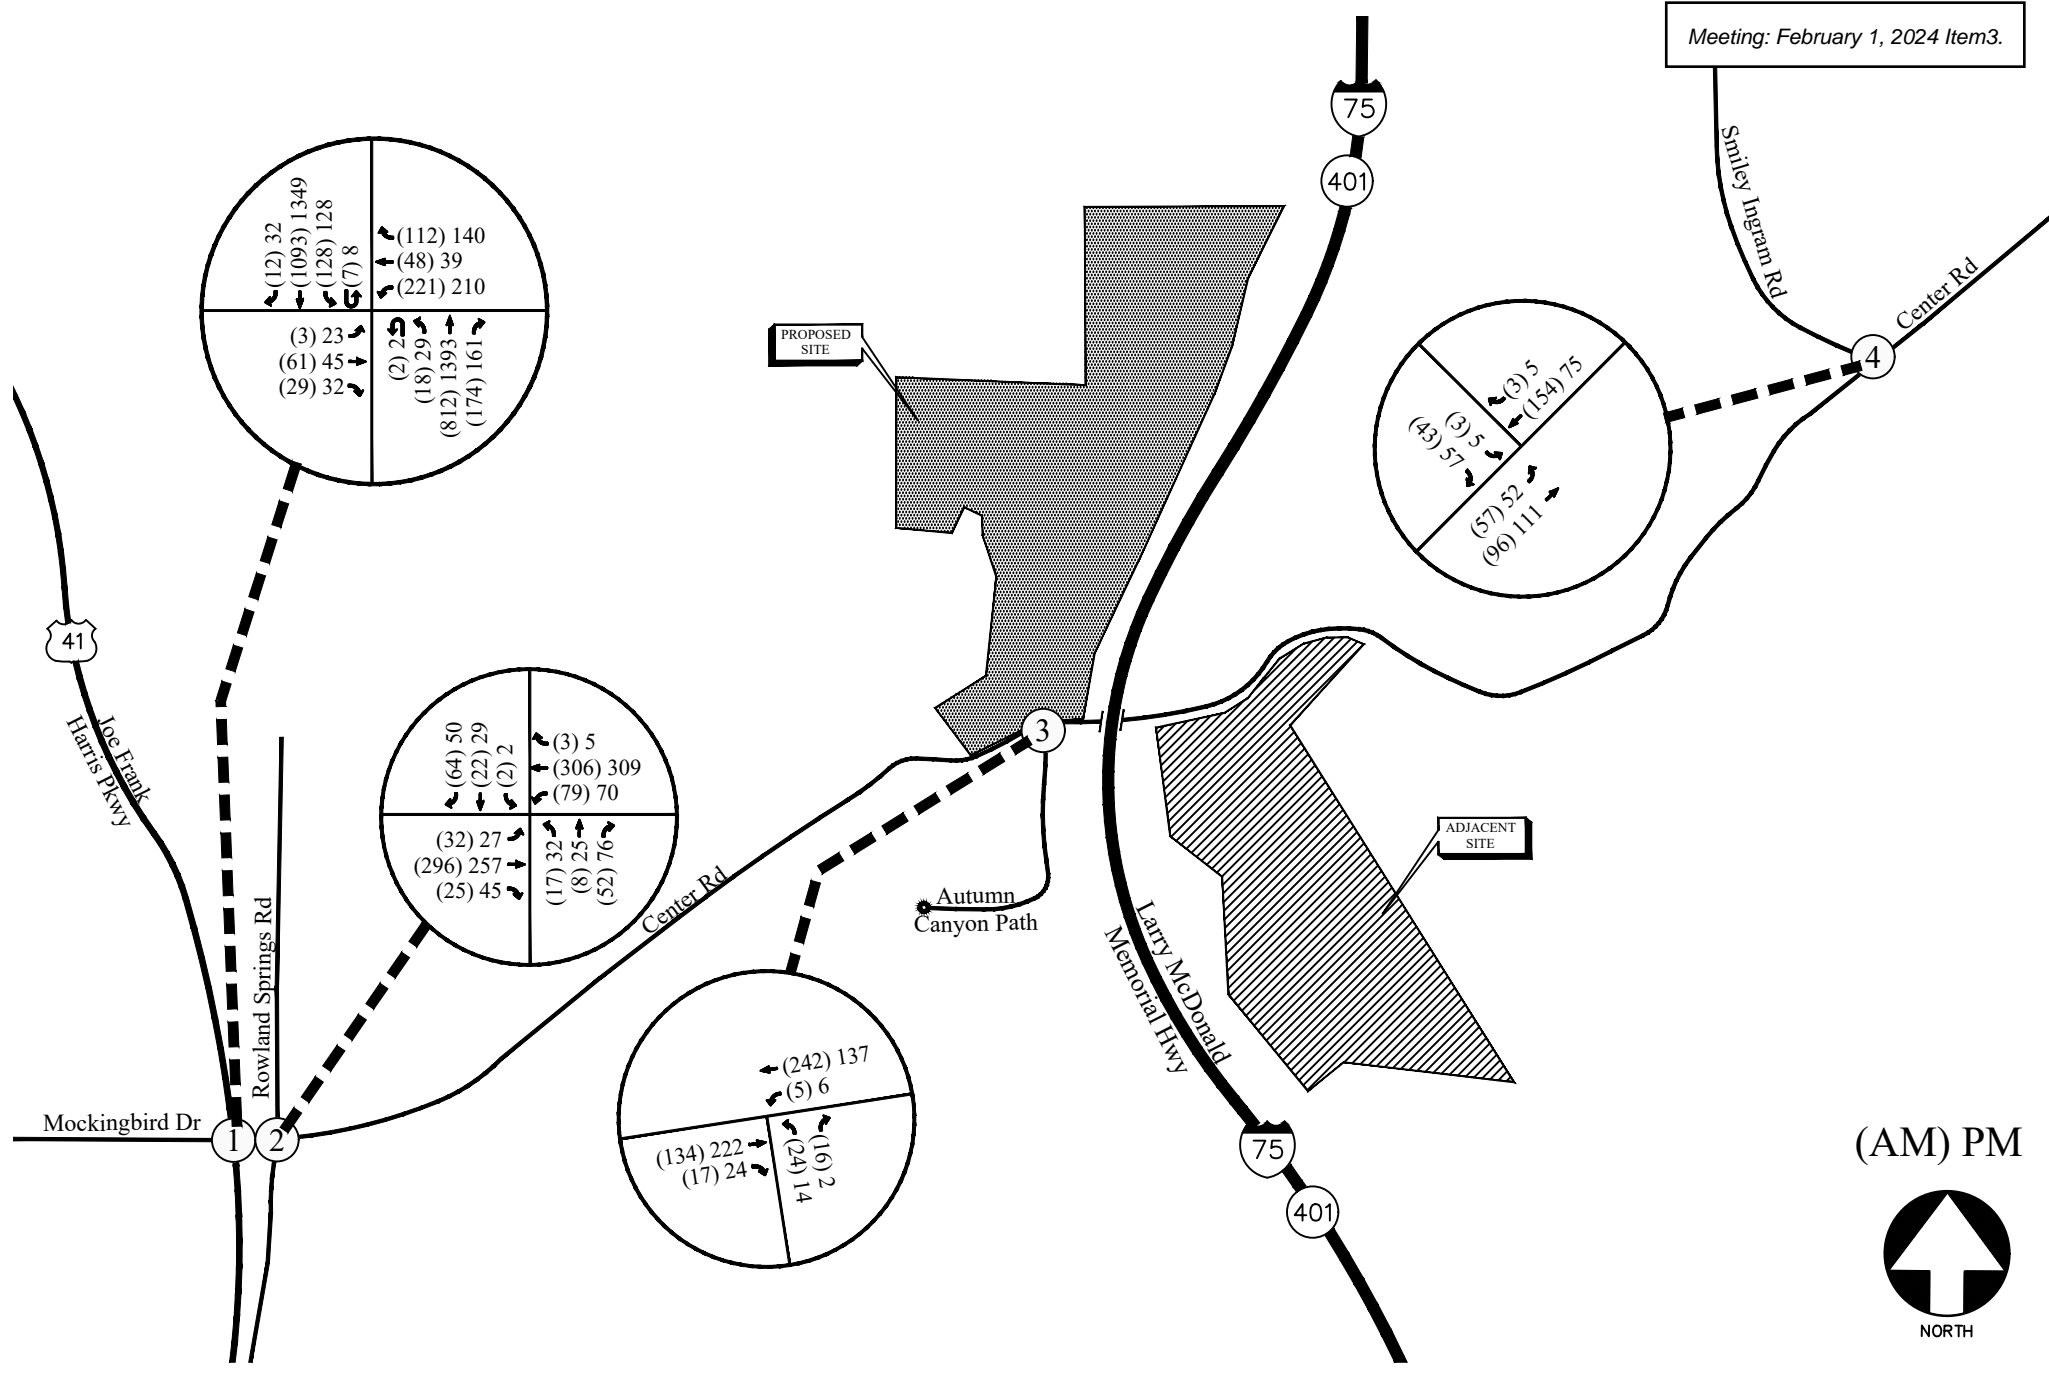 Meeting: February 1, 2024 Item3.
75
401
Smiley Ingram Rd
Center Rd
4
(12) 32
(1093) 1349
(128) 128
(7) 8
(112) 140
(48) 39
(221) 210
(3) 23
(61) 45
(29) 32
(2) 2
(18) 29
(812) 1393
(174) 161
PROPOSED
SITE
(3) 5
(154) 75
(3) 5
(43) 57
(57) 52
(96) 111
41
Joe Frank
Harris Pkwy
(64) 50
(22) 29
(2) 2
(3) 5
(306) 309
(79) 70
(32) 27
(296) 257
(25) 45
(17) 32
(8) 25
(52) 76
3
ADJACENT
SITE
Center Rd
Autumn
Canyon Path
Larry McDonald
Memorial Hwy
Rowland Springs Rd
(242) 137
(5) 6
(134) 222
(17) 24
(24) 14
(16) 2
Mockingbird Dr
1
2
75
401
(AM) PM
NORTH